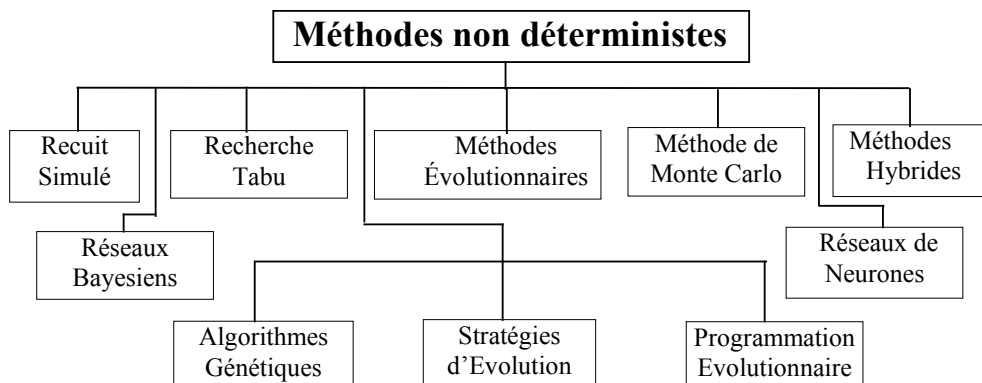 Méthodes non déterministes
Recuit
Simulé
Recherche
Tabu
Méthodes
Évolutionnaires
Méthode de
Monte Carlo
Méthodes
Hybrides
Réseaux
Bayesiens
Réseaux de
Neurones
Algorithmes
Génétiques
Stratégies
d’Evolution
Programmation
Evolutionnaire